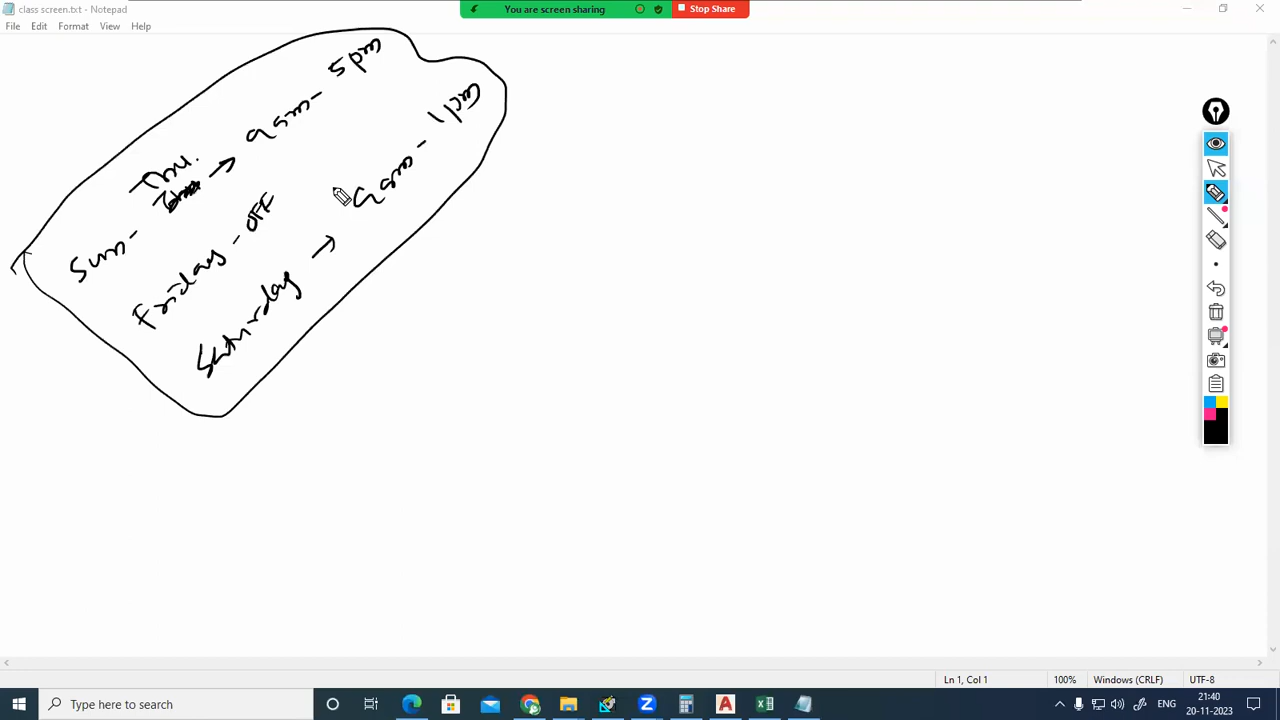 class screen.txt - Notepad
You are screen sharing
Stop Share
File Edit Format View Help
Sun - Thu. → 9am - 5pm
Friday - OFF
Saturday → 9am - 1pm
Ln 1, Col 1 100% Windows (CRLF) UTF-8
Type here to search
ENG
21:40
20-11-2023